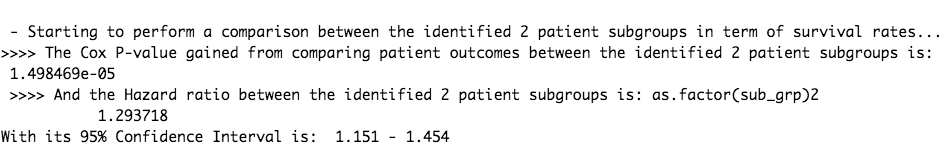 - Starting to perform a comparison between the identified 2 patient subgroups in term of survival rates...
>>>> The Cox P-value gained from comparing patient outcomes between the identified 2 patient subgroups is:
1.498469e-05
>>>> And the Hazard ratio between the identified 2 patient subgroups is: as.factor(sub_grp)2
1.293718
With its 95% Confidence Interval is:  1.151 - 1.454